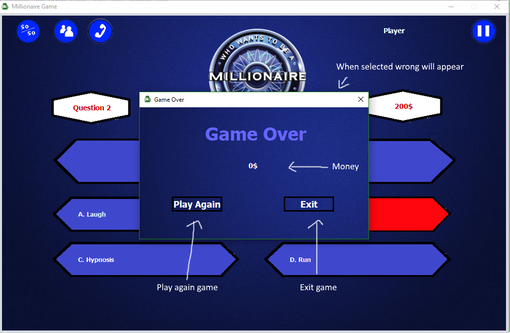 Millionaire Game
50
50
Player
WHO WANTS TO BE A
MILLIONAIRE
When selected wrong will appear
Question 2
200$
Game Over
Game Over
0$
Money
Play Again
Exit
A. Laugh
C. Hypnosis
D. Run
Play again game
Exit game